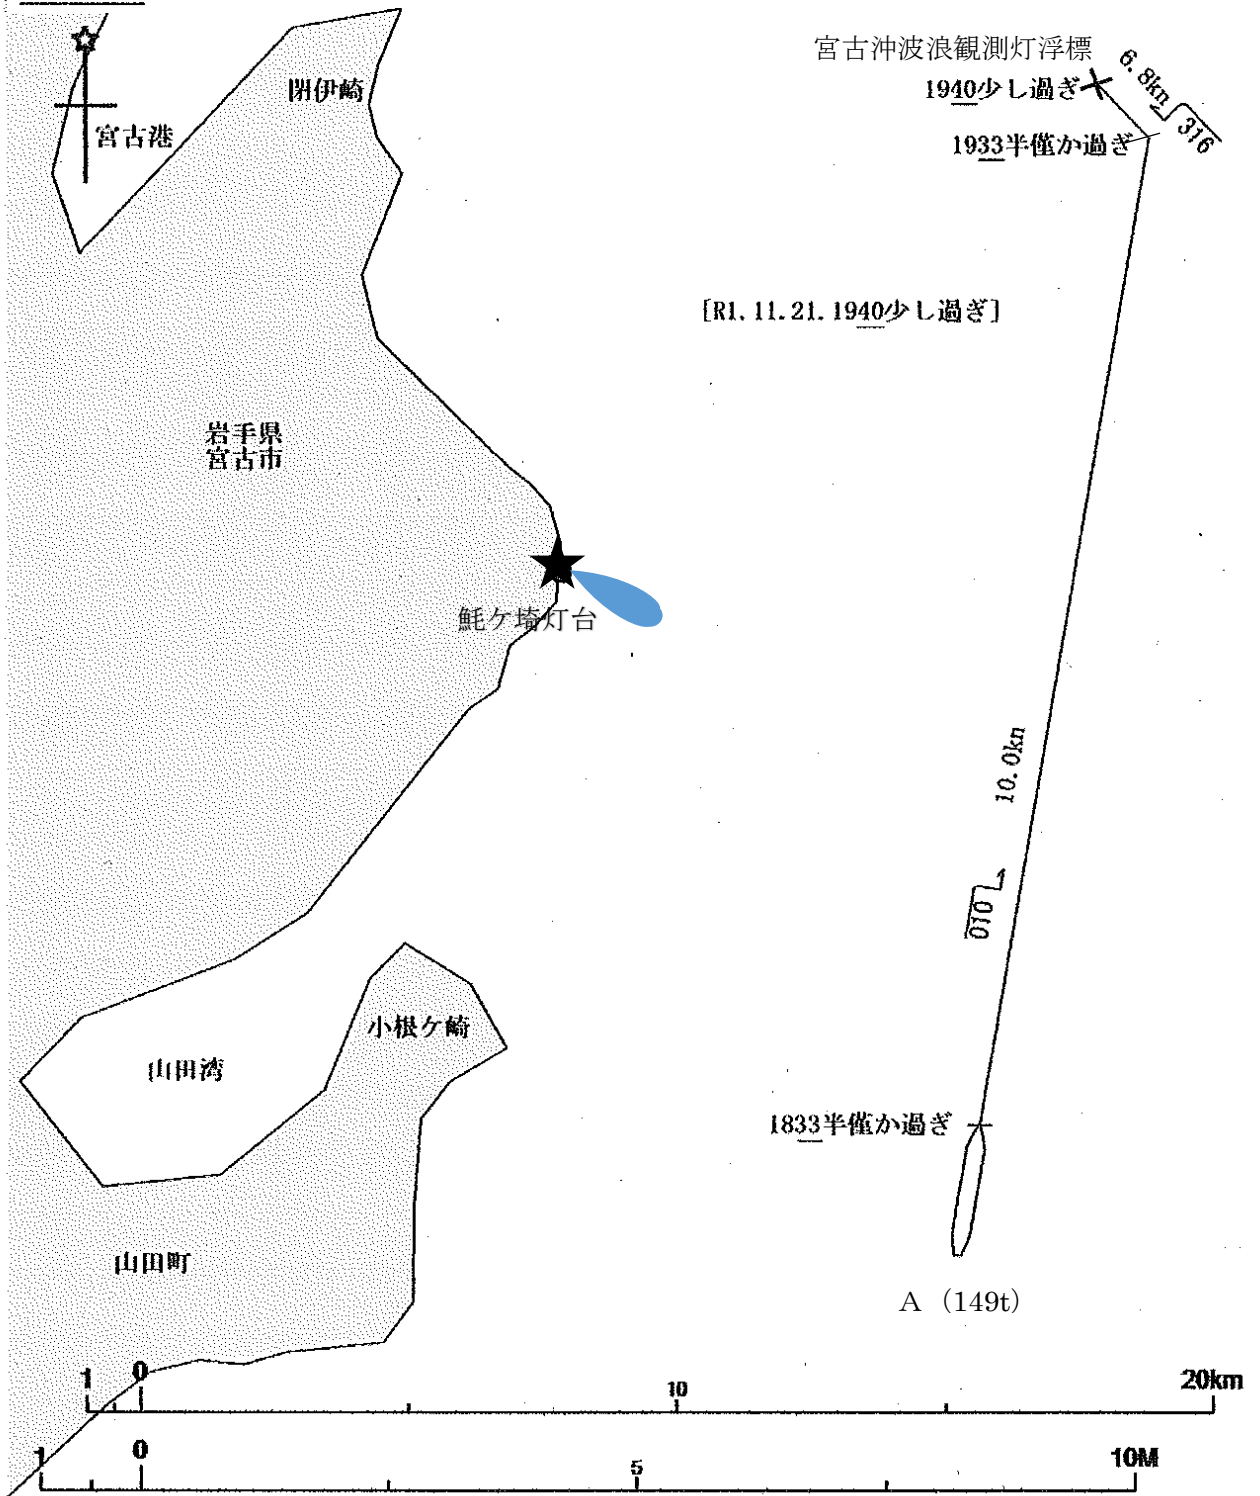 宮古沖波浪観測灯浮標
6.8kn
316
1940少し過ぎ
1933半僅か過ぎ
閉伊崎
宮古港
[R1.11.21.1940少し過ぎ]
岩手県
宮古市
魹ケ埼灯台
10.0kn
010
小根ケ崎
山田湾
1833半僅か過ぎ
山田町
A (149t)
1 0 10 20km
1 0 5 10M